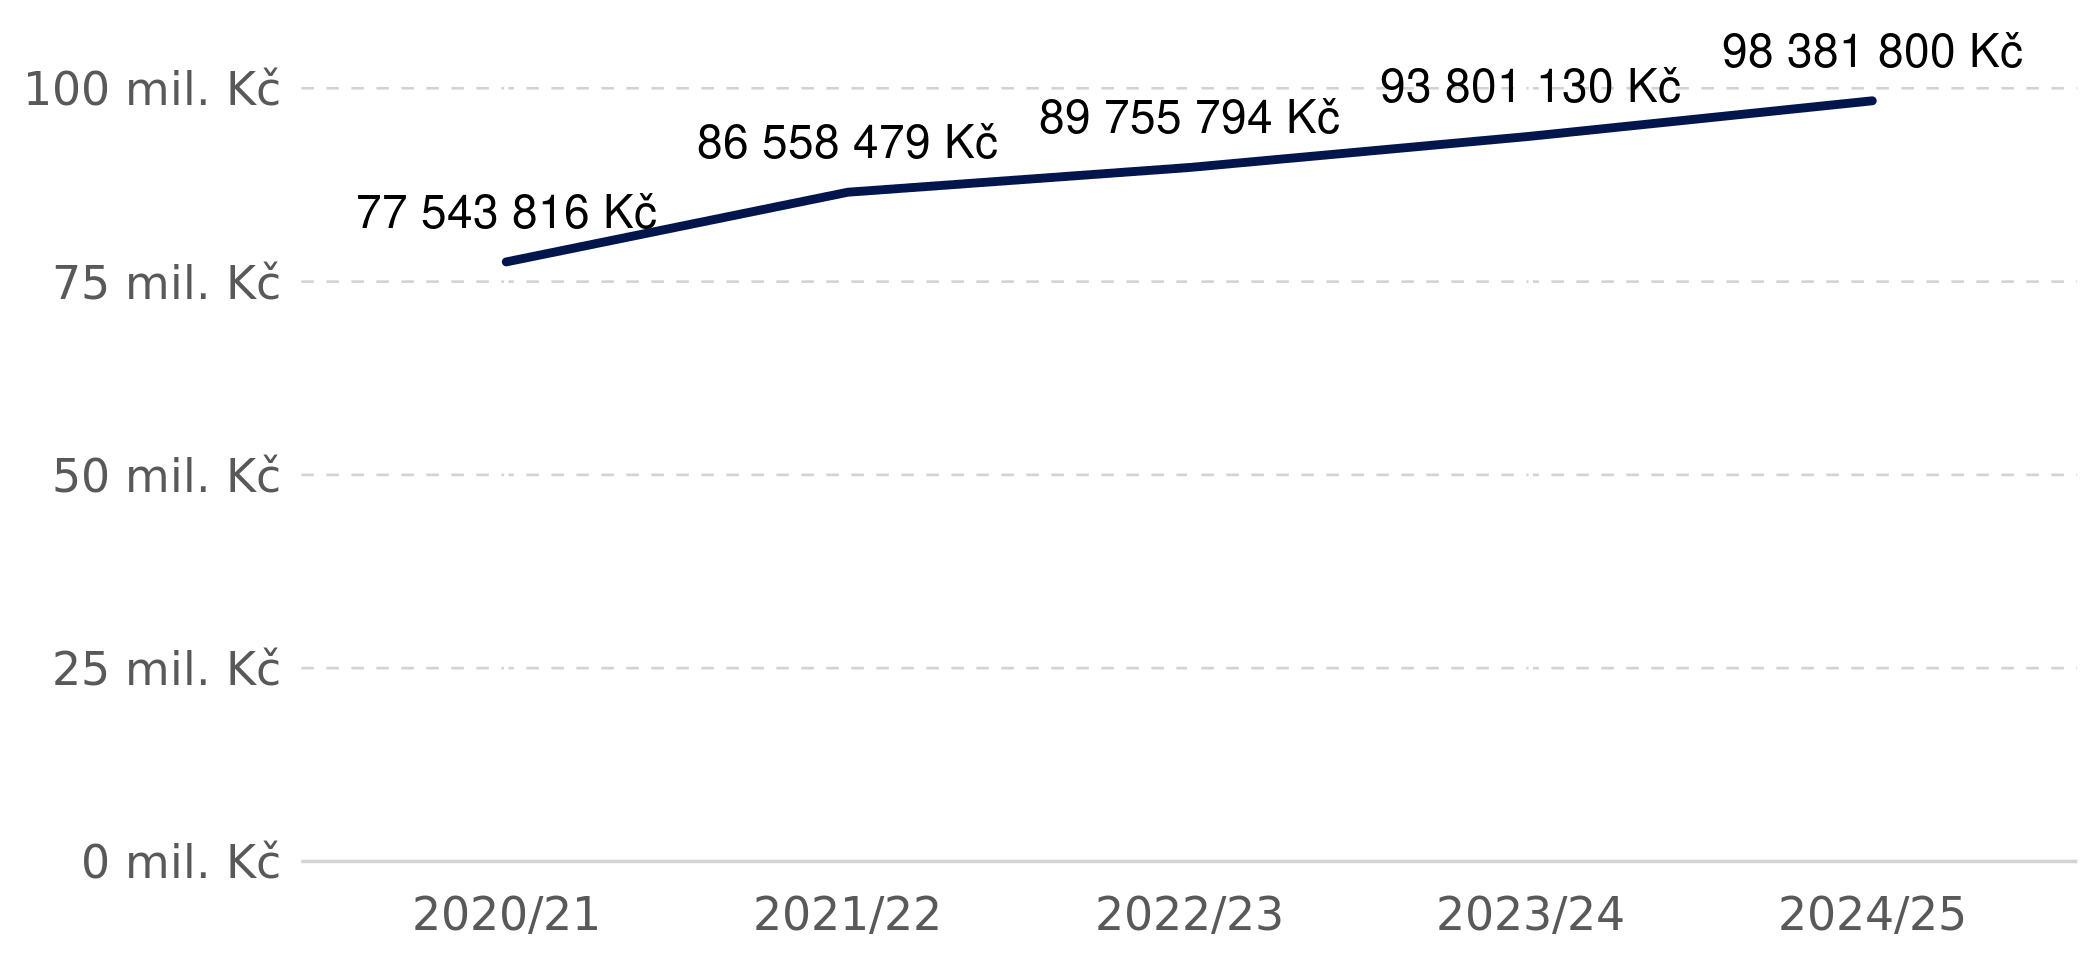 98 381 800 Kč
100 mil. Kč
93 801 130 Kč
89 755 794 Kč
86 558 479 Kč
77 543 816 Kč
75 mil. Kč
50 mil. Kč
25 mil. Kč
0 mil. Kč
2020/21 2021/22 2022/23 2023/24 2024/25